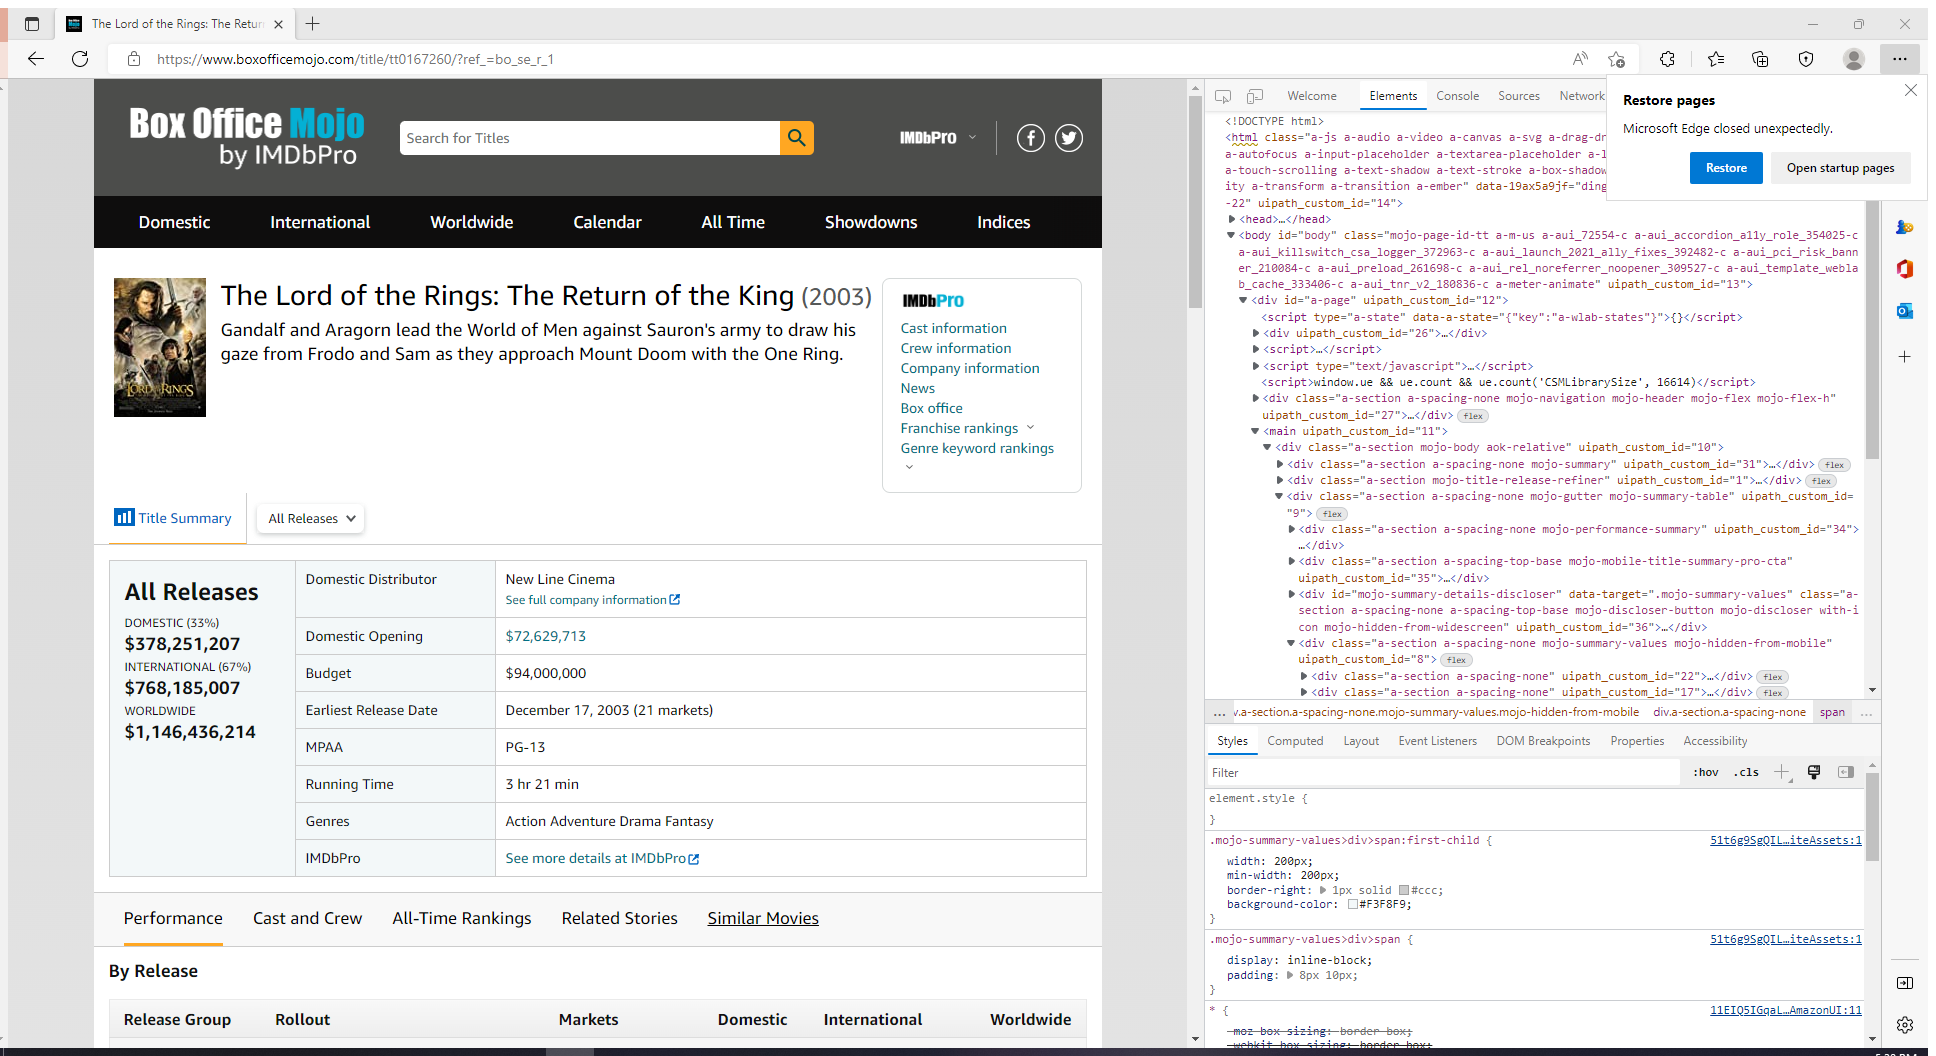 The Lord of the Rings: The Retur
https://www.boxofficemojo.com/title/tt0167260/?ref_=bo_se_r_1
Box Office Mojo
by IMDbPro
Search for Titles
IMDbPro
Domestic International Worldwide Calendar All Time Showdowns Indices
The Lord of the Rings: The Return of the King (2003)
Gandalf and Aragorn lead the World of Men against Sauron's army to draw his
gaze from Frodo and Sam as they approach Mount Doom with the One Ring.
IMDbPro
Cast information
Crew information
Company information
News
Box office
Franchise rankings
Genre keyword rankings
Title Summary
All Releases
All Releases
DOMESTIC (33%)
$378,251,207
INTERNATIONAL (67%)
$768,185,007
WORLDWIDE
$1,146,436,214
Domestic Distributor New Line Cinema
See full company information
Domestic Opening $72,629,713
Budget $94,000,000
Earliest Release Date December 17, 2003 (21 markets)
MPAA PG-13
Running Time 3 hr 21 min
Genres Action Adventure Drama Fantasy
IMDbPro See more details at IMDbPro
Performance Cast and Crew All-Time Rankings Related Stories Similar Movies
By Release
Release Group Rollout Markets Domestic International Worldwide
Welcome Elements Console Sources Network
Restore pages
Microsoft Edge closed unexpectedly.
Restore Open startup pages
<!DOCTYPE html>
<html class="a-js a-audio a-video a-canvas a-svg a-drag-dr
a-autofocus a-input-placeholder a-textarea-placeholder a-l
a-touch-scrolling a-text-shadow a-text-stroke a-box-shadow
ity a-transform a-transition a-ember" data-19ax5a9jf="ding
-22" uipath_custom_id="14">
<head>…</head>
<body id="body" class="mojo-page-id-tt a-m-us a-aui_72554-c a-aui_accordion_a11y_role_354025-c
a-aui_killswitch_csa_logger_372963-c a-aui_launch_2021_ally_fixes_392482-c a-aui_pci_risk_bann
er_210084-c a-aui_preload_261698-c a-aui_rel_noreferrer_noopener_309527-c a-aui_template_webla
b_cache_333406-c a-aui_tnr_v2_180836-c a-meter-animate" uipath_custom_id="13">
<div id="a-page" uipath_custom_id="12">
<script type="a-state" data-a-state="{"key":"a-wlab-states"}">{}</script>
<div uipath_custom_id="26">…</div>
<script>…</script>
<script type="text/javascript">…</script>
<script>window.ue && ue.count && ue.count('CSMLibrarySize', 16614)</script>
<div class="a-section a-spacing-none mojo-navigation mojo-header mojo-flex mojo-flex-h"
uipath_custom_id="27">…</div> flex
<main uipath_custom_id="11">
<div class="a-section mojo-body aok-relative" uipath_custom_id="10">
<div class="a-section a-spacing-none mojo-summary" uipath_custom_id="31">…</div> flex
<div class="a-section mojo-title-release-refiner" uipath_custom_id="1">…</div> flex
<div class="a-section a-spacing-none mojo-gutter mojo-summary-table" uipath_custom_id=
"9"> flex
<div class="a-section a-spacing-none mojo-performance-summary" uipath_custom_id="34">
…</div>
<div class="a-section a-spacing-top-base mojo-mobile-title-summary-pro-cta"
uipath_custom_id="35">…</div>
<div id="mojo-summary-details-discloser" data-target=".mojo-summary-values" class="a-
section a-spacing-none a-spacing-top-base mojo-discloser-button mojo-discloser with-i
con mojo-hidden-from-widescreen" uipath_custom_id="36">…</div>
<div class="a-section a-spacing-none mojo-summary-values mojo-hidden-from-mobile"
uipath_custom_id="8"> flex
<div class="a-section a-spacing-none" uipath_custom_id="22">…</div> flex
<div class="a-section a-spacing-none" uipath_custom_id="17">…</div> flex
… v.a-section.a-spacing-none.mojo-summary-values.mojo-hidden-from-mobile div.a-section.a-spacing-none span …
Styles Computed Layout Event Listeners DOM Breakpoints Properties Accessibility
Filter :hov .cls
element.style {
}
.mojo-summary-values>div>span:first-child { 51t6g9SgQIL…iteAssets:1
width: 200px;
min-width: 200px;
border-right: 1px solid #ccc;
background-color: #F3F8F9;
}
.mojo-summary-values>div>span { 51t6g9SgQIL…iteAssets:1
display: inline-block;
padding: 8px 10px;
}
* { 11EIQ5IGqaL…AmazonUI:11
-moz-box-sizing: border-box;
-webkit-box-sizing: border-box;